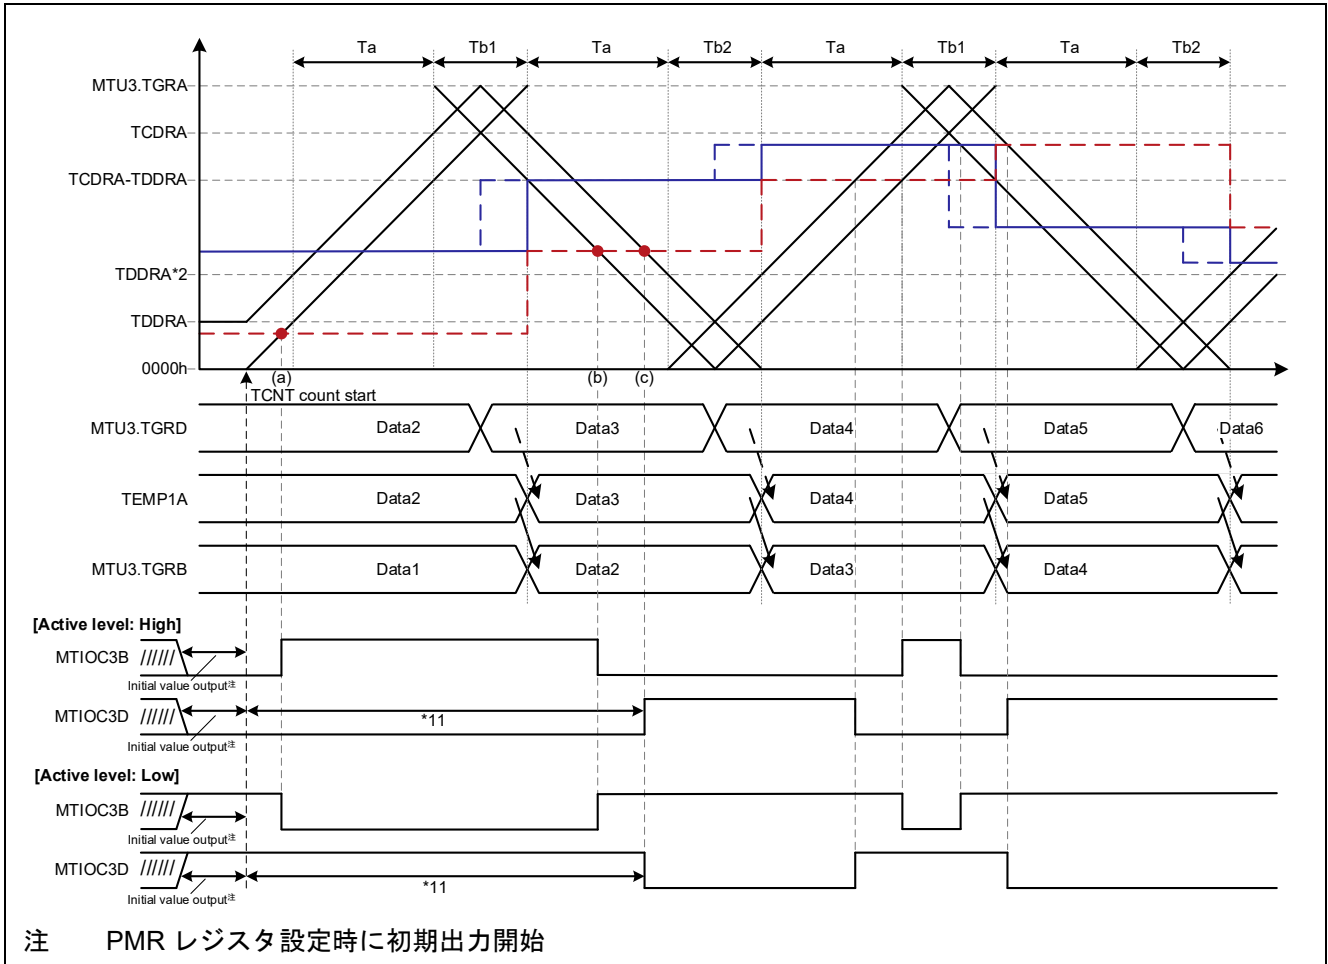 Ta Tb1 Ta Tb2 Ta Tb1 Ta Tb2
MTU3.TGRA
TCDRA
TCDRA-TDDRA
TDDRA*2
TDDRA
0000h
(a) (b) (c)
TCNT count start
MTU3.TGRD Data2 Data3 Data4 Data5 Data6
TEMP1A Data2 Data3 Data4 Data5
MTU3.TGRB Data1 Data2 Data3 Data4
[Active level: High]
MTIOC3B //////
Initial value output注
MTIOC3D //////
*11
Initial value output注
[Active level: Low]
MTIOC3B //////
Initial value output注
MTIOC3D //////
*11
Initial value output注
注 PMR レジスタ設定時に初期出力開始